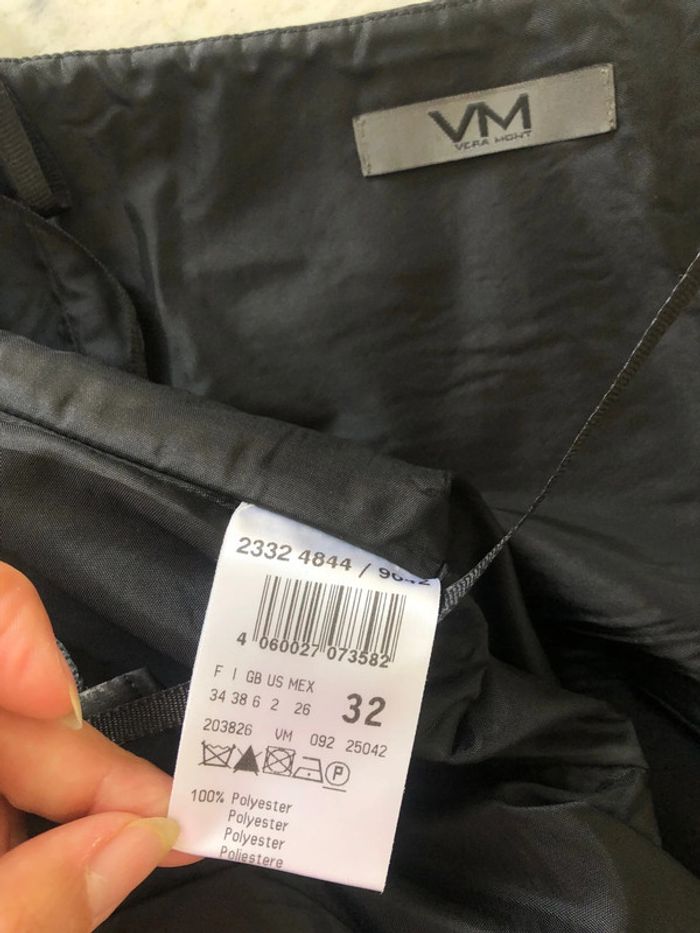 VM
VERA MONT
2332 4844 / 9042
4 060027 073582
F I GB US MEX
34 38 6 2 26 32
203826 VM 092 25042
P
100% Polyester
Polyester
Polyester
Poliestere